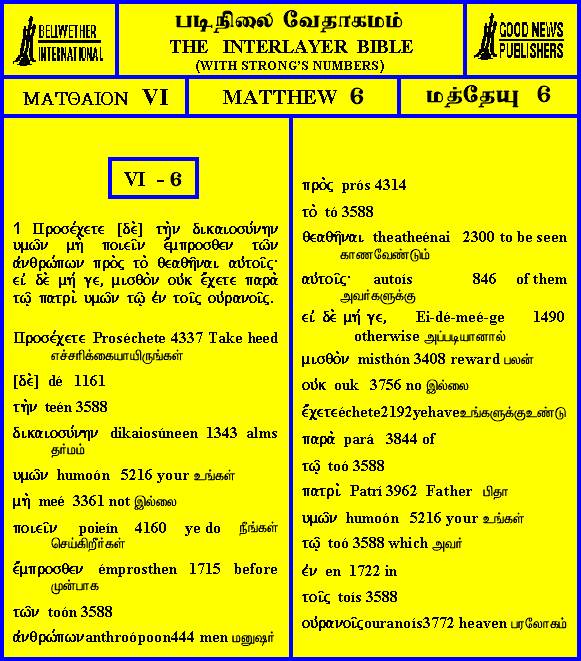 BELLWETHER
INTERNATIONAL
படிநிலை வேதாகமம்
THE INTERLAYER BIBLE
(WITH STRONG'S NUMBERS)
GOOD NEWS
PUBLISHERS
ΜΑΤΘΑΙΟΝ VI
MATTHEW 6
மத்தேயு 6
VI - 6
1 Προσέχετε [δὲ] τὴν δικαιοσύνην
υμῶν μὴ ποιεῖν ἔμπροσθεν τῶν
ἀνθρώπων πρὸς τὸ θεαθῆναι αὐτοῖς·
εἰ δὲ μή γε, μισθὸν οὐκ ἔχετε παρὰ
τῷ πατρὶ υμῶν τῷ ἐν τοῖς οὐρανοῖς.
Προσέχετε Proséchete 4337 Take heed
எச்சரிக்கையாயிருங்கள்
[δὲ] dé 1161
τὴν teén 3588
δικαιοσύνην dikaiosúneen 1343 alms
தர்மம்
υμῶν humoón 5216 your உங்கள்
μὴ meé 3361 not இல்லை
ποιεῖν poieín 4160 ye do நீங்கள்
செய்கிறீர்கள்
ἔμπροσθεν émprosthen 1715 before
முன்பாக
τῶν toón 3588
ἀνθρώπων anthroópoon 444 men மனுஷர்
πρὸς prós 4314
τὸ tó 3588
θεαθῆναι theatheénai 2300 to be seen
காணவேண்டும்
αὐτοῖς· autoís 846 of them
அவர்களுக்கு
εἰ δὲ μή γε, Ei-dé-meé-ge 1490
otherwise அப்படியானால்
μισθὸν misthón 3408 reward பலன்
οὐκ ouk 3756 no இல்லை
ἔχετε échete 2192 ye have உங்களுக்குஉண்டு
παρὰ pará 3844 of
τῷ toó 3588
πατρὶ Patrí 3962 Father பிதா
υμῶν humoón 5216 your உங்கள்
τῷ toó 3588 which அவர்
ἐν en 1722 in
τοῖς toís 3588
οὐρανοῖς ouranoís 3772 heaven பரலோகம்